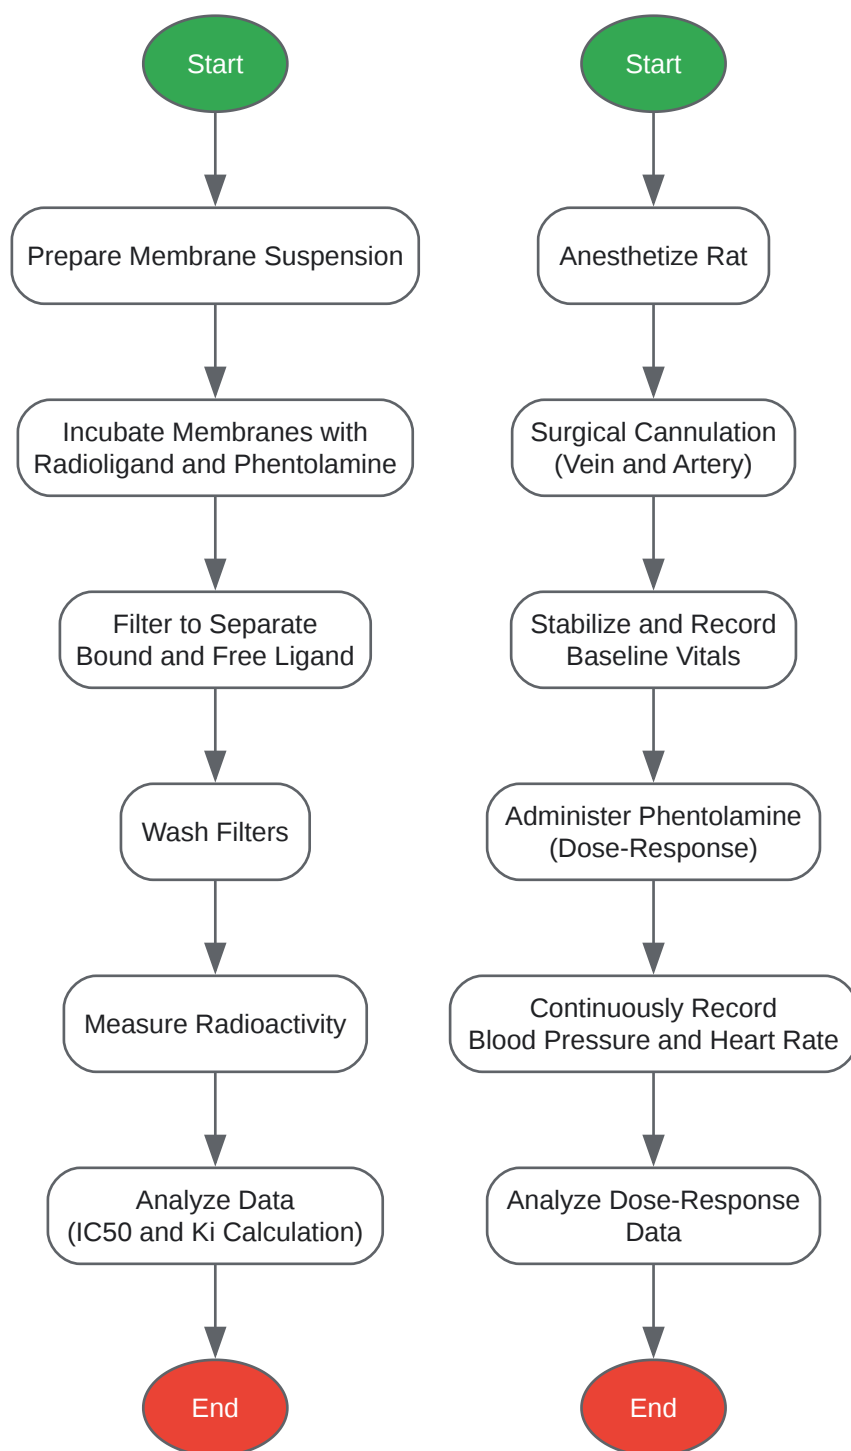 Start
Prepare Membrane Suspension
Incubate Membranes with
Radioligand and Phentolamine
Filter to Separate
Bound and Free Ligand
Wash Filters
Measure Radioactivity
Analyze Data
(IC50 and Ki Calculation)
End
Start
Anesthetize Rat
Surgical Cannulation
(Vein and Artery)
Stabilize and Record
Baseline Vitals
Administer Phentolamine
(Dose-Response)
Continuously Record
Blood Pressure and Heart Rate
Analyze Dose-Response
Data
End